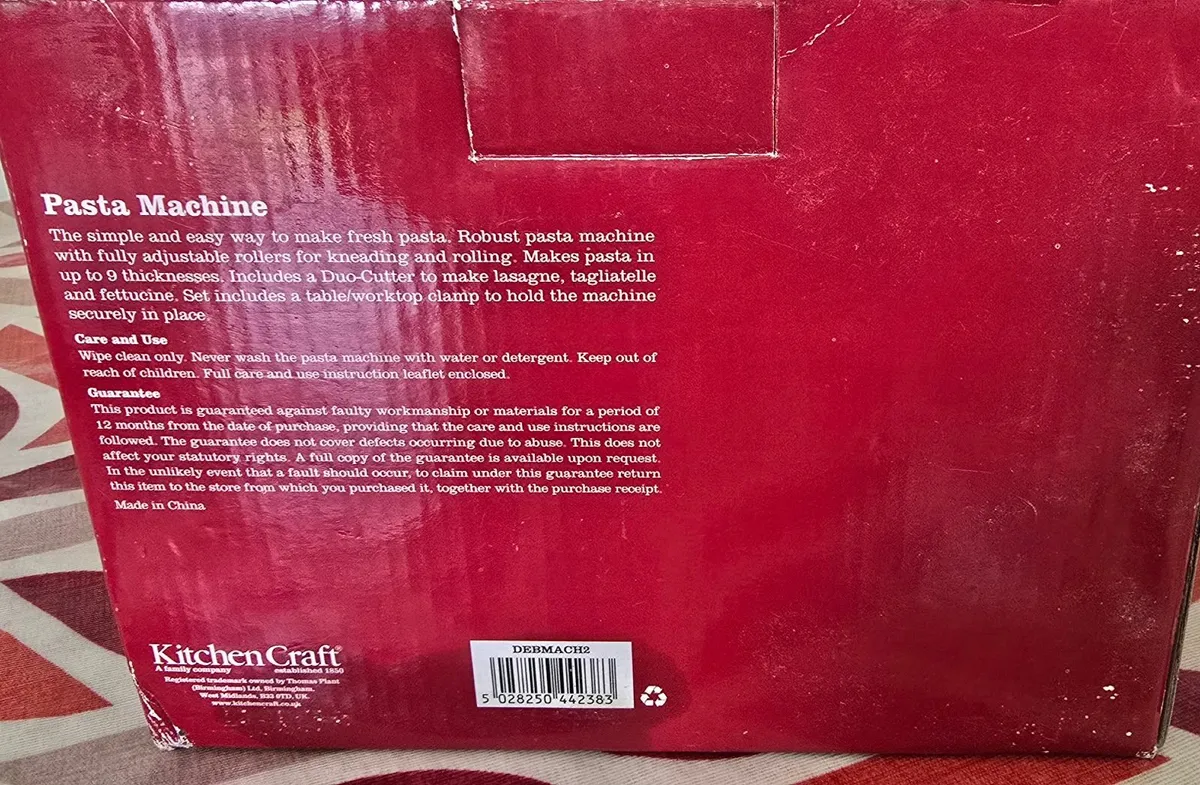 Pasta Machine
The simple and easy way to make fresh pasta. Robust pasta machine
with fully adjustable rollers for kneading and rolling. Makes pasta in
up to 9 thicknesses. Includes a Duo-Cutter to make lasagne, tagliatelle
and fettucine. Set includes a table/worktop clamp to hold the machine
securely in place.
Care and Use
Wipe clean only. Never wash the pasta machine with water or detergent. Keep out of
reach of children. Full care and use instruction leaflet enclosed.
Guarantee
This product is guaranteed against faulty workmanship or materials for a period of
12 months from the date of purchase, providing that the care and use instructions are
followed. The guarantee does not cover defects occurring due to abuse. This does not
affect your statutory rights. A full copy of the guarantee is available upon request.
In the unlikely event that a fault should occur, to claim under this guarantee return
this item to the store from which you purchased it, together with the purchase receipt.
Made in China
KitchenCraft®
A family company established 1850
Registered trademark owned by Thomas Plant
(Birmingham) Ltd, Birmingham.
West Midlands, B33 0TD, UK.
www.kitchencraft.co.uk
DEBMACH2
5 028250 442383